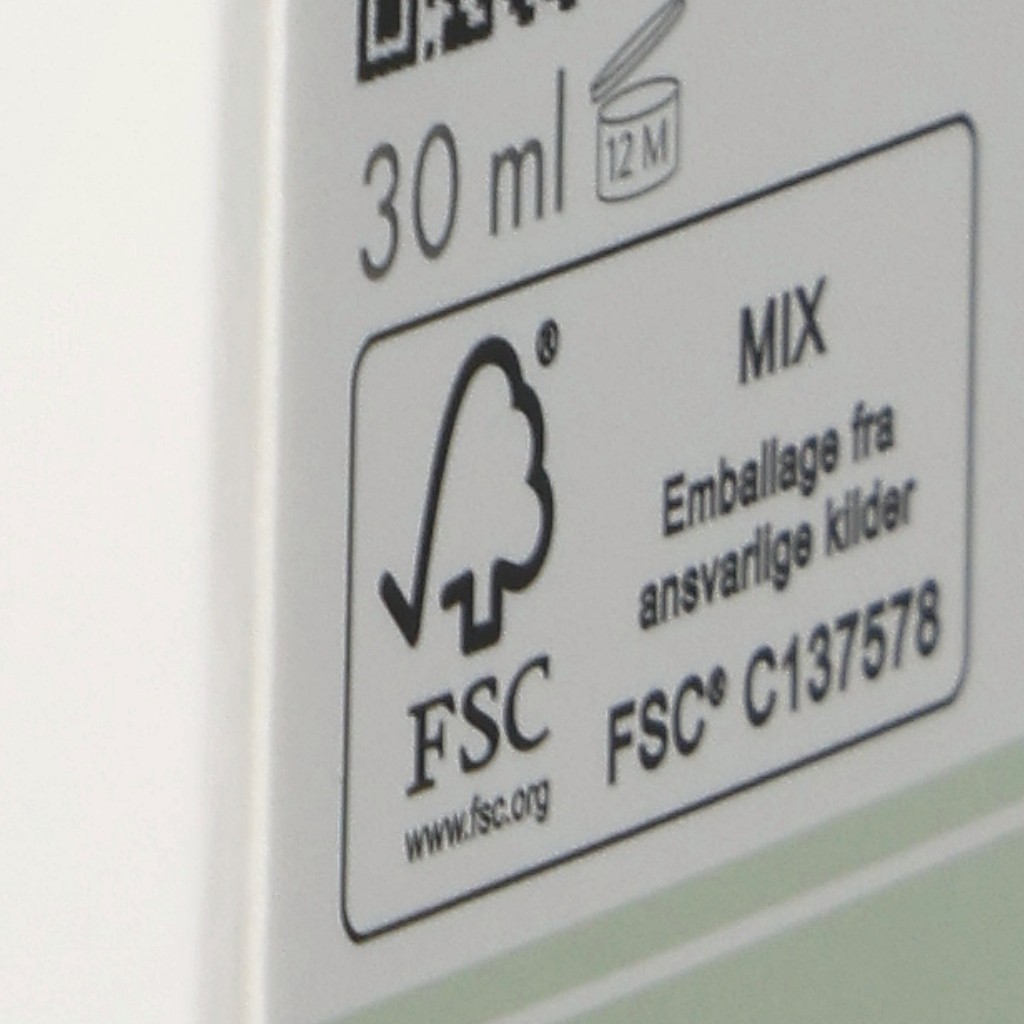 30 ml
12 M
MIX
Emballage fra
ansvarlige kilder
FSC® C137578
®
FSC
www.fsc.org